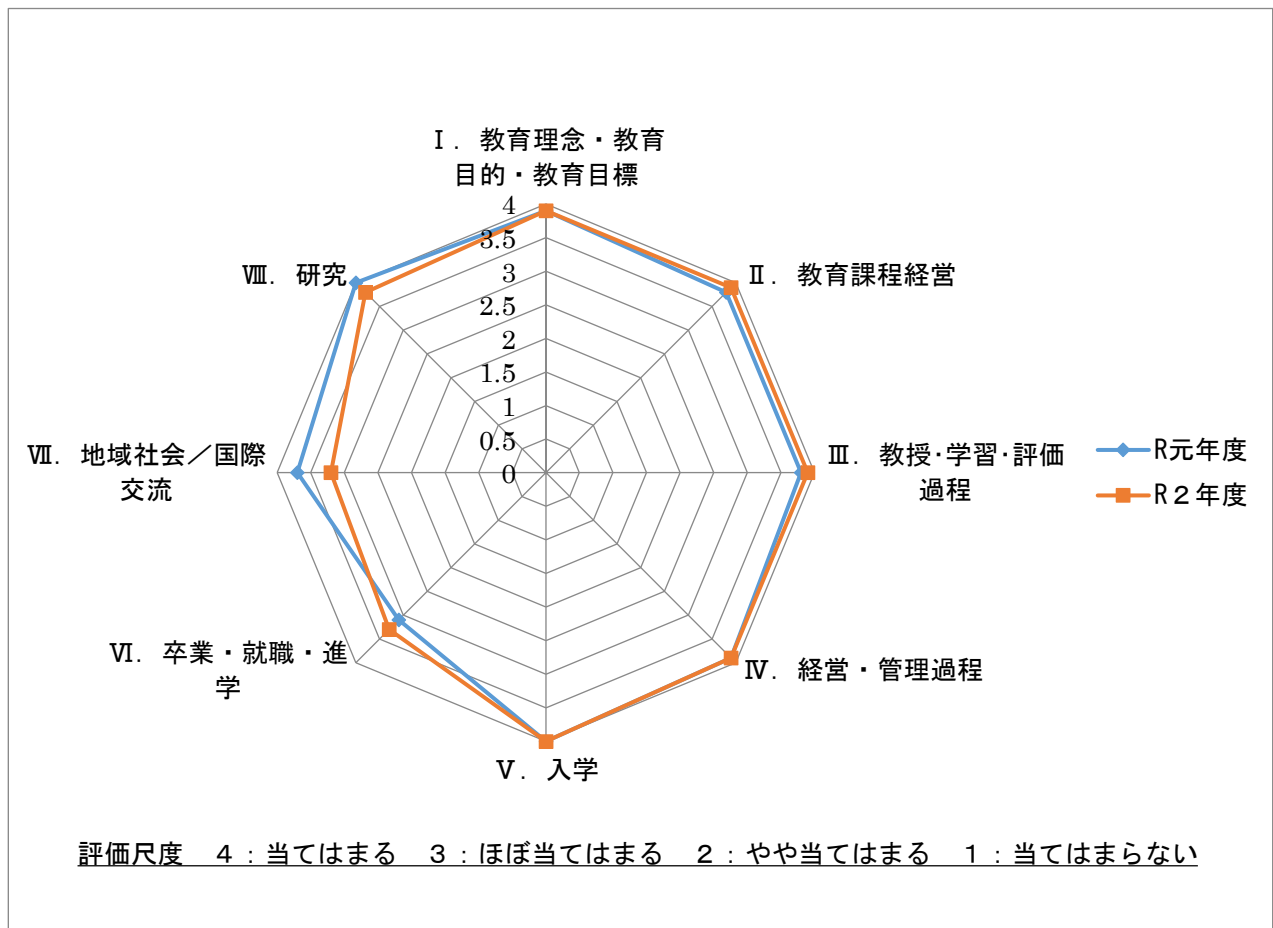 Ⅰ．教育理念・教育
目的・教育目標
4
3.5
3
2.5
2
1.5
1
0.5
0
Ⅱ．教育課程経営
Ⅲ．教授･学習･評価
過程
Ⅳ．経営・管理過程
Ⅴ．入学
Ⅵ．卒業・就職・進
学
Ⅶ．地域社会／国際
交流
Ⅷ．研究
R元年度
R２年度
評価尺度　４：当てはまる　３：ほぼ当てはまる　２：やや当てはまる　１：当てはまらない